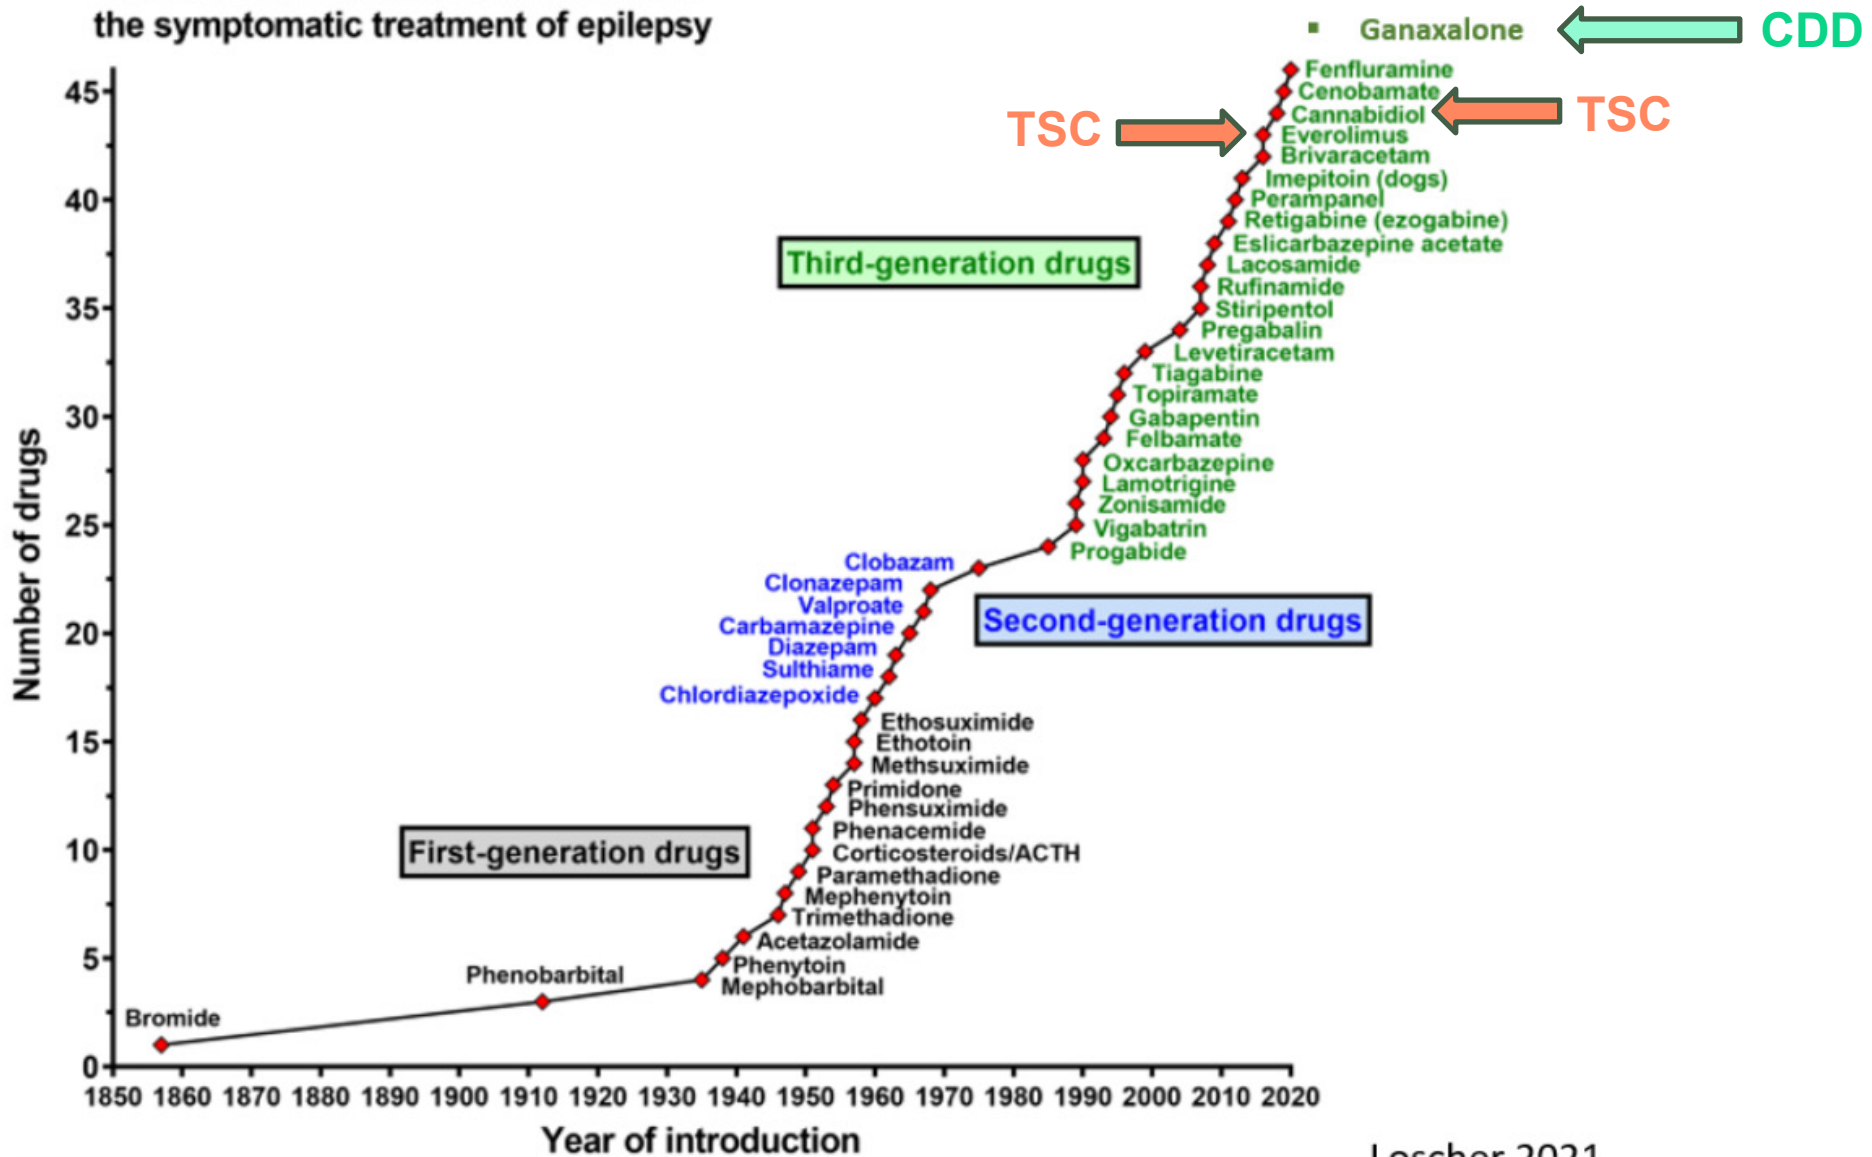 the symptomatic treatment of epilepsy
Ganaxalone
CDD
Fenfluramine
Cenobamate
Cannabidiol
TSC
TSC
Everolimus
Brivaracetam
Imepitoin (dogs)
Perampanel
Retigabine (ezogabine)
Eslicarbazepine acetate
Lacosamide
Rufinamide
Stiripentol
Pregabalin
Levetiracetam
Tiagabine
Topiramate
Gabapentin
Felbamate
Oxcarbazepine
Lamotrigine
Zonisamide
Vigabatrin
Progabide
Third-generation drugs
Clobazam
Clonazepam
Valproate
Carbamazepine
Diazepam
Sulthiame
Chlordiazepoxide
Second-generation drugs
Ethosuximide
Ethotoin
Methsuximide
Primidone
Phensuximide
Phenacemide
Corticosteroids/ACTH
Paramethadione
Mephenytoin
Trimethadione
Acetazolamide
Phenytoin
Mephobarbital
First-generation drugs
Phenobarbital
Bromide
Number of drugs
45
40
35
30
25
20
15
10
5
0
1850 1860 1870 1880 1890 1900 1910 1920 1930 1940 1950 1960 1970 1980 1990 2000 2010 2020
Year of introduction
Loscher 2021